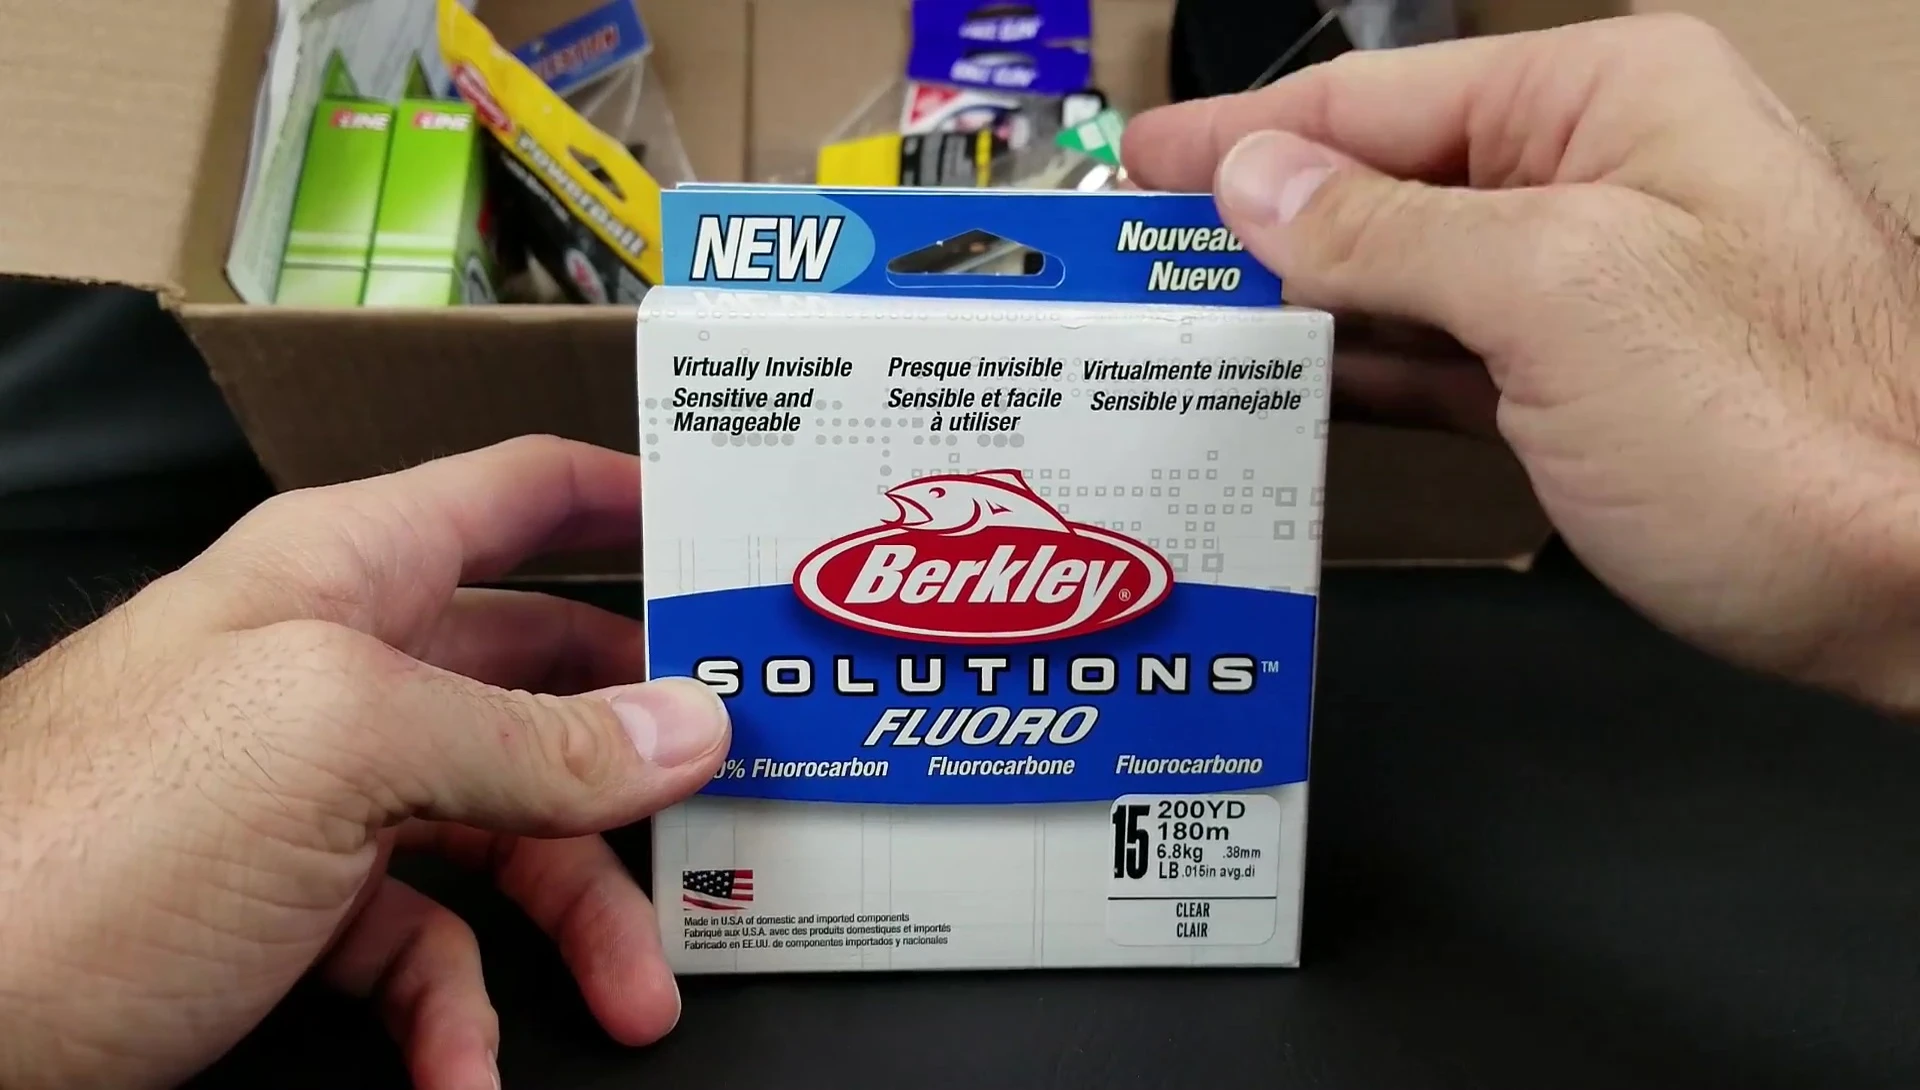 PowerBait
NEW
Nuevo
Virtually Invisible
Sensitive and
Manageable
Presque invisible
Sensible et facile
à utiliser
Virtualmente invisible
Sensible y manejable
Berkley®
SOLUTIONS™
FLUORO
Fluorocarbon Fluorocarbone Fluorocarbono
15
LB
200YD
180m
6.8kg .38mm
.015in avg.di
CLEAR
CLAIR
Made in U.S.A of domestic and imported components
Fabriqué aux U.S.A. avec des produits domestiques et importés
Fabricado en EE.UU. de componentes importados y nacionales